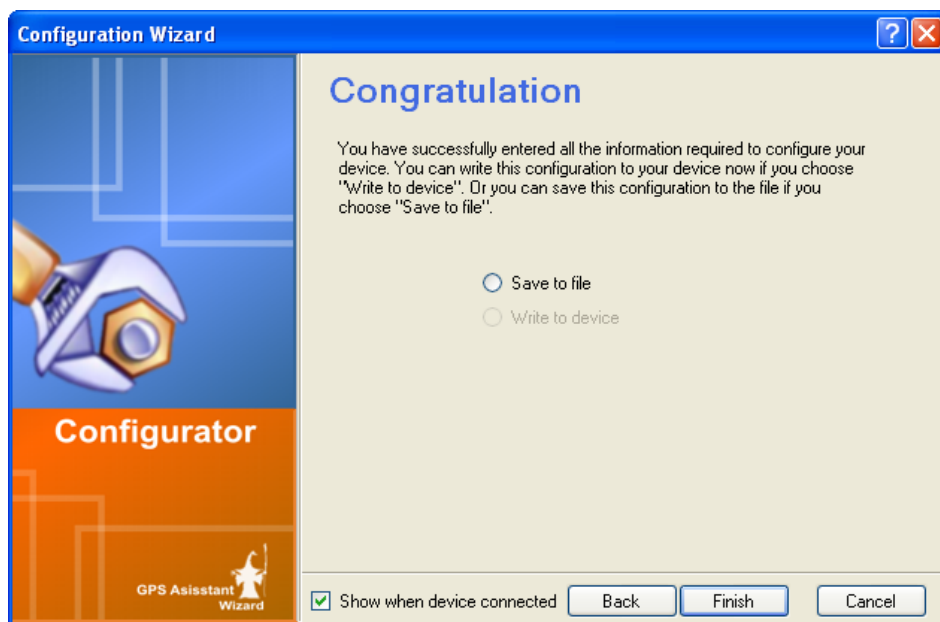 Configuration Wizard
?
Congratulation
You have successfully entered all the information required to configure your
device. You can write this configuration to your device now if you choose
"Write to device". Or you can save this configuration to the file if you
choose "Save to file".
Save to file
Write to device
Configurator
GPS Asisstant
Wizard
Show when device connected
Back
Finish
Cancel